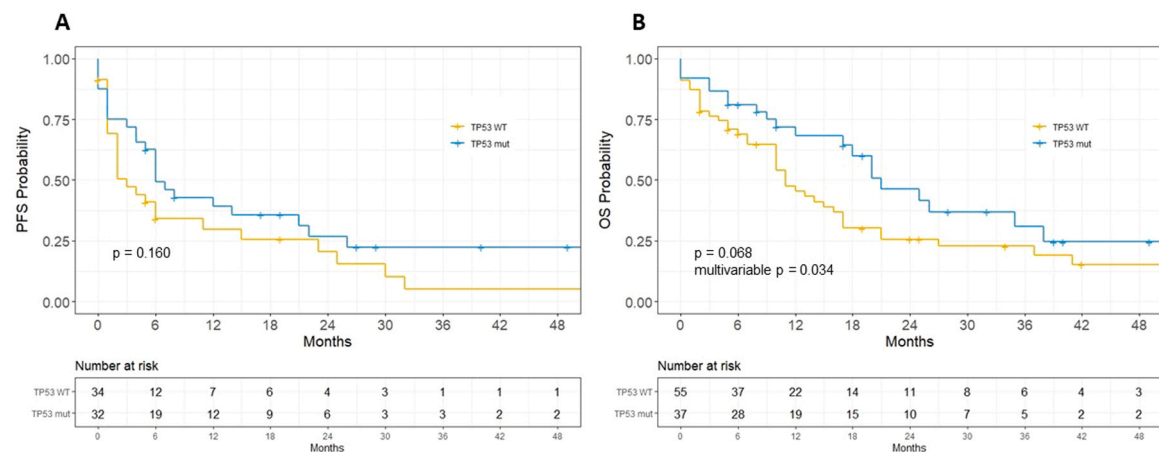 A
1.00
0.75
0.50
0.25
0.00
PFS Probability
TP53 WT
TP53 mut
p = 0.160
0 6 12 18 24 30 36 42 48
Months
Number at risk
TP53 WT 34 12 7 6 4 3 1 1 1
TP53 mut 32 19 12 9 6 3 3 2 2
0 6 12 18 24 30 36 42 48
Months
B
1.00
0.75
0.50
0.25
0.00
OS Probability
TP53 WT
TP53 mut
p = 0.068
multivariable p = 0.034
0 6 12 18 24 30 36 42 48
Months
Number at risk
TP53 WT 55 37 22 14 11 8 6 4 3
TP53 mut 37 28 19 15 10 7 5 2 2
0 6 12 18 24 30 36 42 48
Months